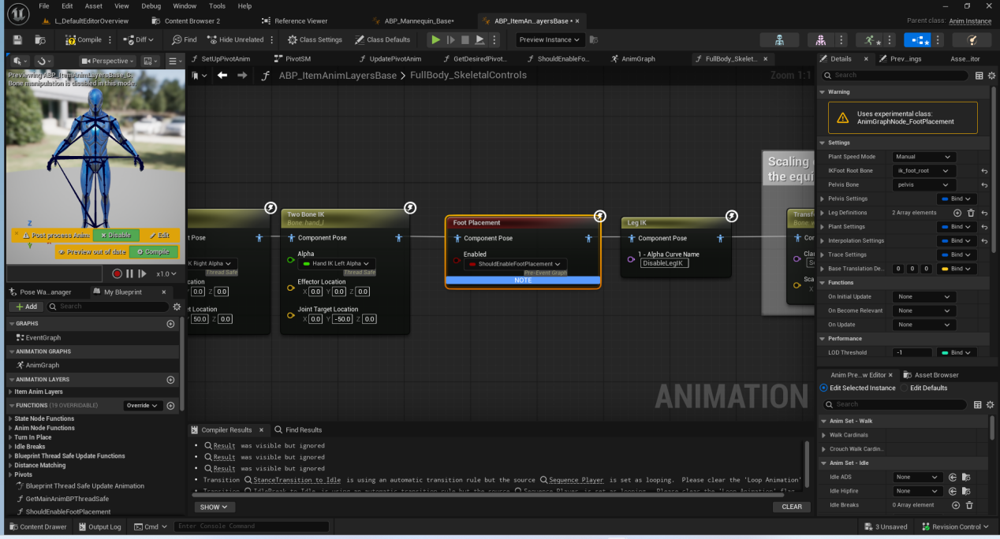 File Edit Asset View Debug Window Tools Help
L_DefaultEditorOverview
Content Browser 2
Reference Viewer
ABP_Mannequin_Base*
ABP_ItemAn...ayersBase*
Parent class: Anim Instance
Compile
Diff
Find
Hide Unrelated
Class Settings
Class Defaults
Preview Instance
Perspective
SetUpPivotAnim
PivotSM
UpdatePivotAnim
GetDesiredPivot...
ShouldEnableFo...
AnimGraph
FullBody_Skelet...
ABP_ItemAnimLayersBase > FullBody_SkeletalControls
Zoom 1:1
Previewing ABP_ItemAnimLayersBase_C.
Bone manipulation is disabled in this mode.
Z
Y
Post process Anim:
Disable
Edit
Preview out of date
Compile
x1.0
Pose Wa...anager
My Blueprint
Add
Search
GRAPHS
EventGraph
ANIMATION GRAPHS
AnimGraph
ANIMATION LAYERS
Item Anim Layers
FUNCTIONS (19 OVERRIDABLE)
Override
State Node Functions
Anim Node Functions
Turn In Place
Idle Breaks
Blueprint Thread Safe Update Functions
Distance Matching
Pivots
Blueprint Thread Safe Update Animation
GetMainAnimBPThreadSafe
ShouldEnableFootPlacement
t Pose
K Right Alpha
Thread Safe
cation
0.0 Z 0.0
t Location
50.0 Z 0.0
Two Bone IK
Bone: hand_l
Component Pose
Alpha
Hand IK Left Alpha
Thread Safe
Effector Location
X 0.0 Y 0.0 Z 0.0
Joint Target Location
X 0.0 Y -50.0 Z 0.0
Foot Placement
Component Pose
Enabled
ShouldEnableFootPlacement
Pre-Event Graph
NOTE
Leg IK
Component Pose
1 - Alpha Curve Name
DisableLegIK
Scaling
the equi
Transf
Bone:
Co
Cla
Sca
X
ANIMATION
Compiler Results
Find Results
• Result was visible but ignored
• Result was visible but ignored
• Result was visible but ignored
• Transition StanceTransition to Idle is using an automatic transition rule but the source Sequence Player is set as looping. Please clear the 'Loop Animation'
• Transition IdleBreak to Idle is using an automatic transition rule but the source Sequence Player is set as looping. Please clear the 'Loop Animation' flag
SHOW
CLEAR
Details
Prev...ings
Asse...itor
Search
Warning
Uses experimental class:
AnimGraphNode_FootPlacement
Settings
Plant Speed Mode Manual
IKFoot Root Bone ik_foot_root
Pelvis Bone pelvis
Pelvis Settings Bind
Leg Definitions 2 Array elements
Plant Settings Bind
Interpolation Settings Bind
Trace Settings Bind
Base Translation De... 0 0 0 Bind
Functions
On Initial Update None
On Become Relevant None
On Update None
Performance
LOD Threshold -1 Bind
Anim Pre...w Editor
Asset Browser
Edit Selected Instance
Edit Defaults
Search
Anim Set - Walk
Walk Cardinals
Crouch Walk Cardin...
Anim Set - Idle
Idle ADS None
Idle Hipfire None
Idle Breaks 0 Array element
Content Drawer
Output Log
Cmd
Enter Console Command
3 Unsaved
Revision Control